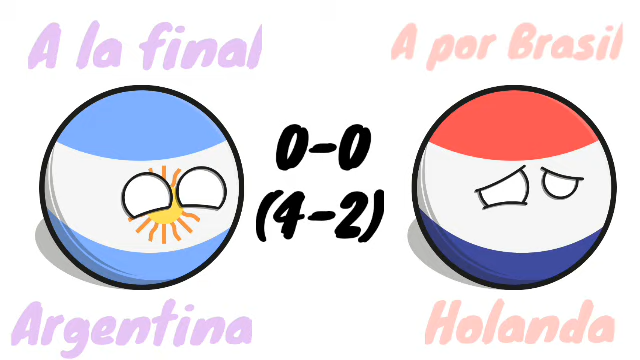 A la final
A por Brasil
0-0
(4-2)
Argentina
Holanda